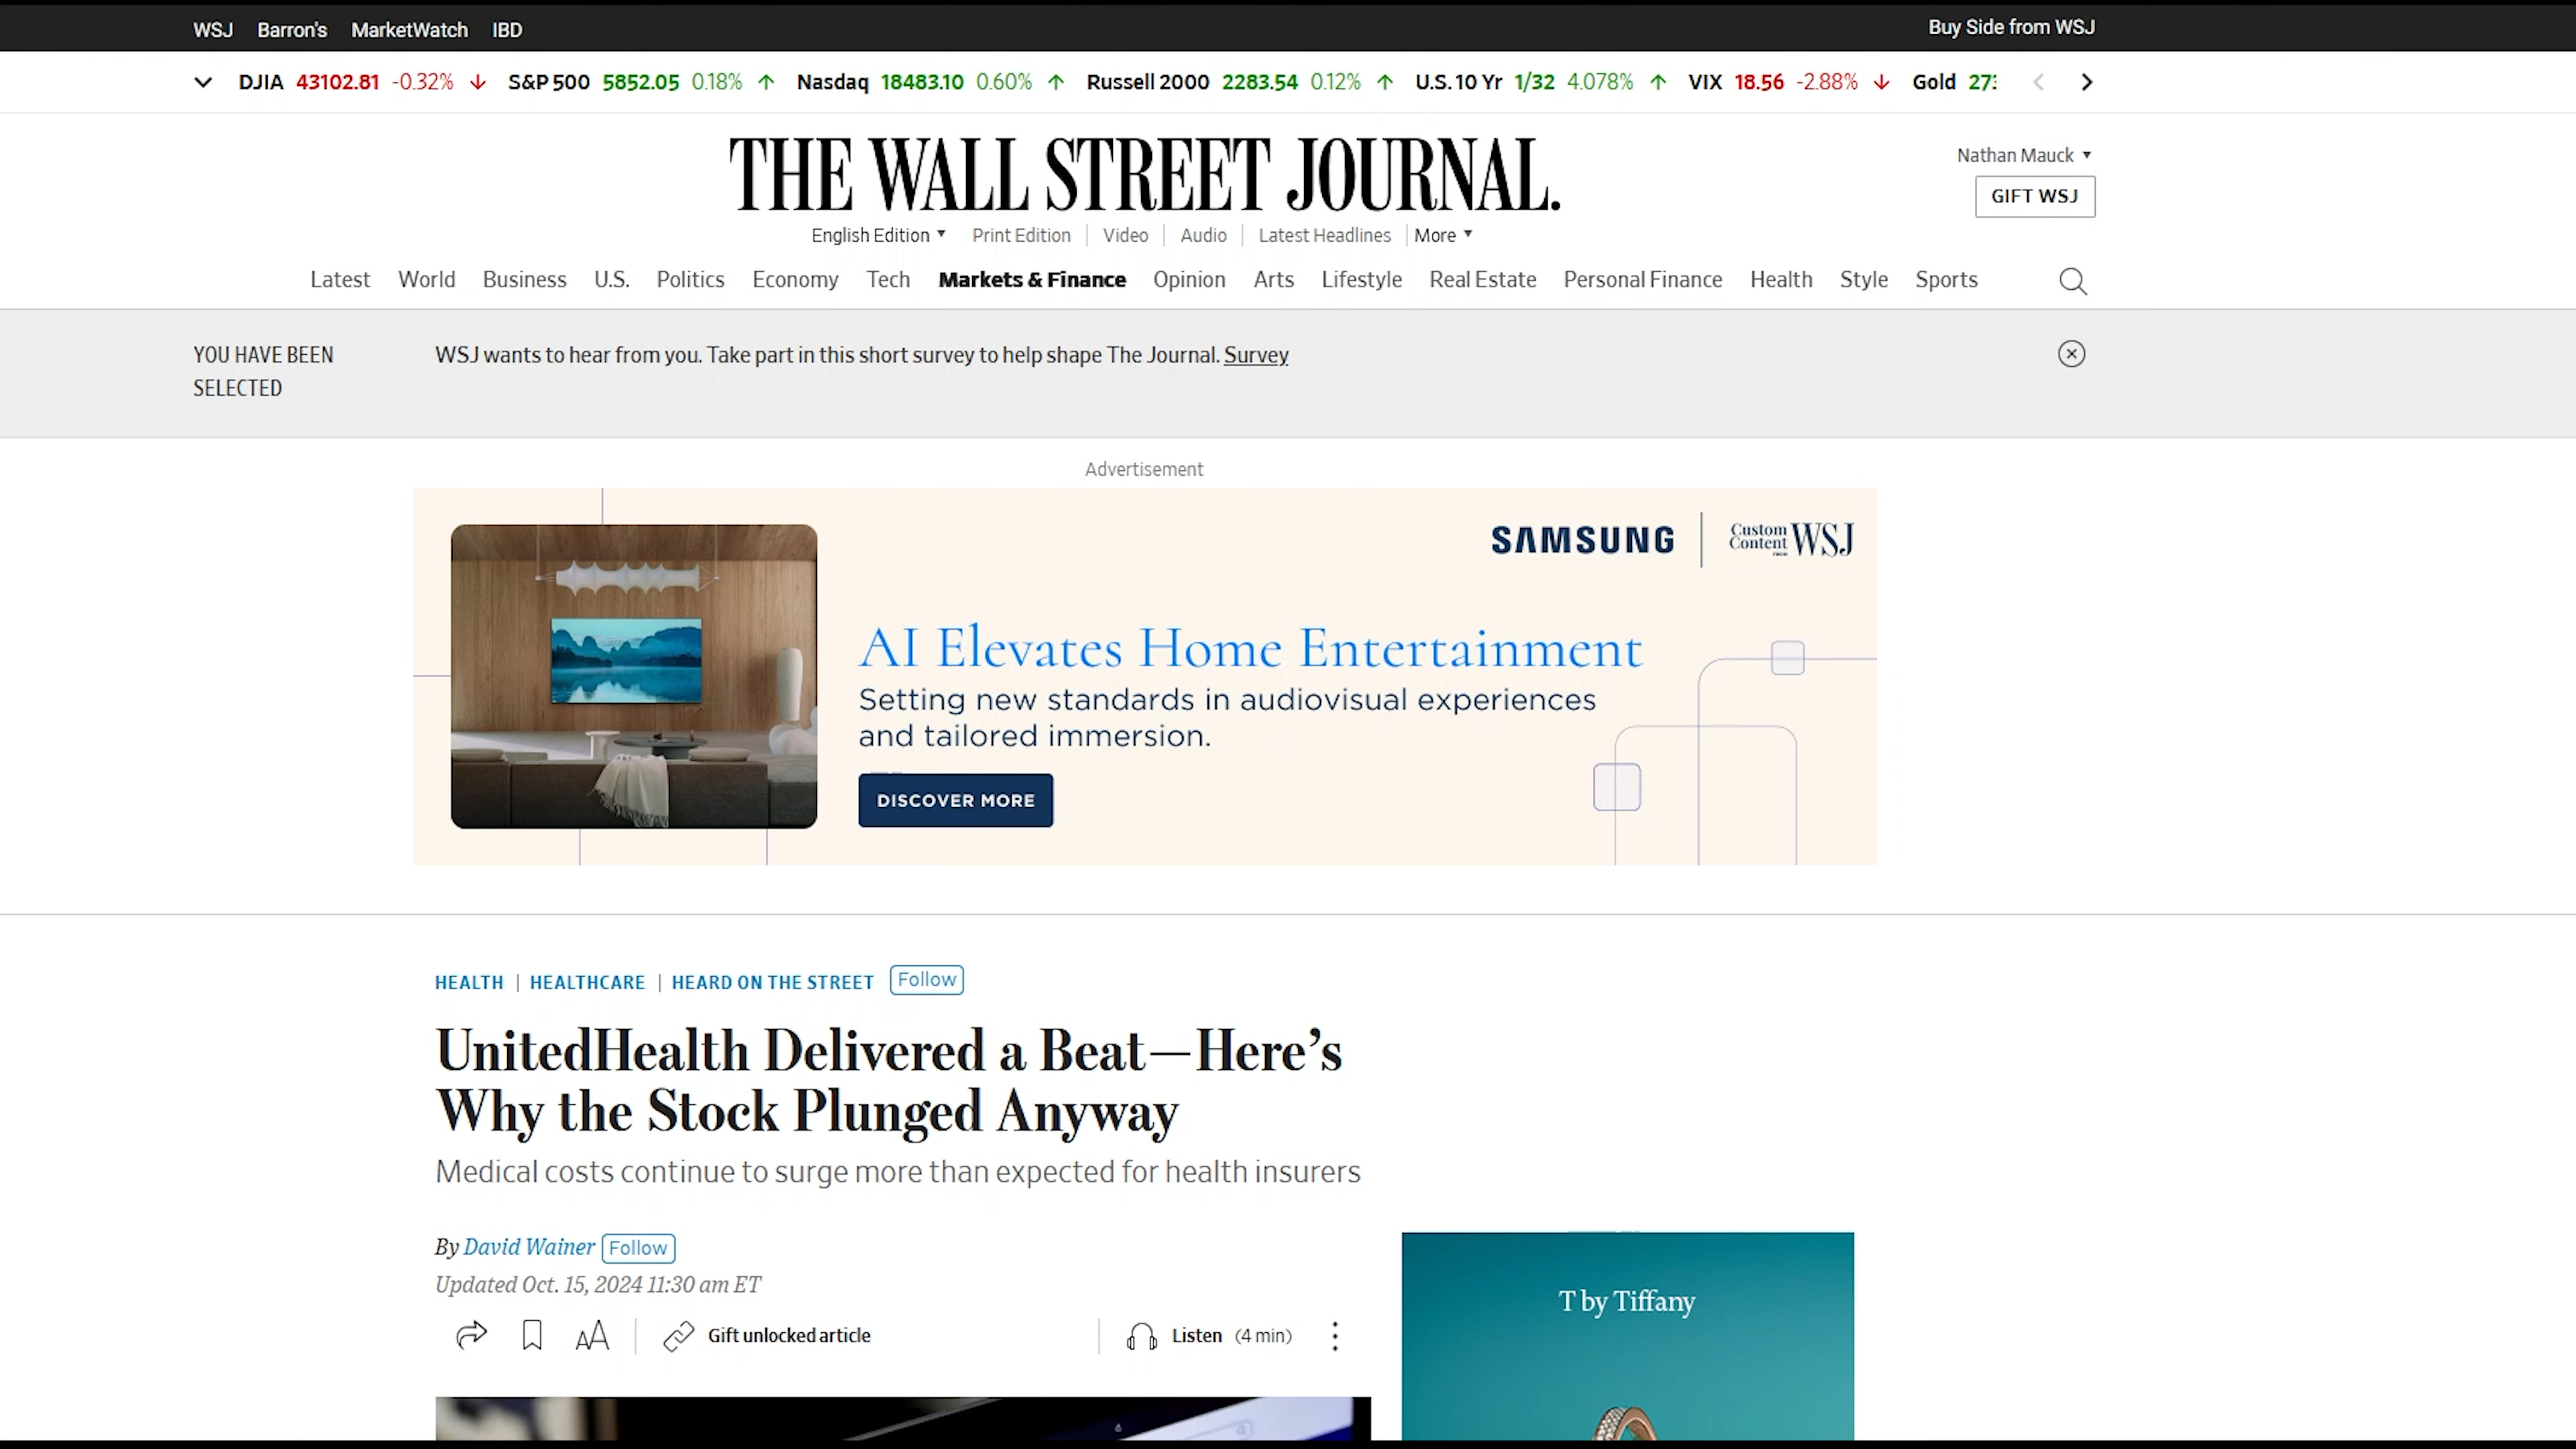 WSJ Barron's MarketWatch IBD Buy Side from WSJ
DJIA 43102.81 -0.32% S&P 500 5852.05 0.18% Nasdaq 18483.10 0.60% Russell 2000 2283.54 0.12% U.S. 10 Yr 1/32 4.078% VIX 18.56 -2.88% Gold 27
THE WALL STREET JOURNAL.
Nathan Mauck
GIFT WSJ
English Edition Print Edition Video Audio Latest Headlines More
Latest World Business U.S. Politics Economy Tech Markets & Finance Opinion Arts Lifestyle Real Estate Personal Finance Health Style Sports
YOU HAVE BEEN
SELECTED
WSJ wants to hear from you. Take part in this short survey to help shape The Journal. Survey
Advertisement
SAMSUNG
Custom
Content
WSJ
AI Elevates Home Entertainment
Setting new standards in audiovisual experiences
and tailored immersion.
DISCOVER MORE
HEALTH | HEALTHCARE | HEARD ON THE STREET Follow
UnitedHealth Delivered a Beat—Here’s
Why the Stock Plunged Anyway
Medical costs continue to surge more than expected for health insurers
By David Wainer Follow
Updated Oct. 15, 2024 11:30 am ET
AA Gift unlocked article Listen (4 min)
T by Tiffany